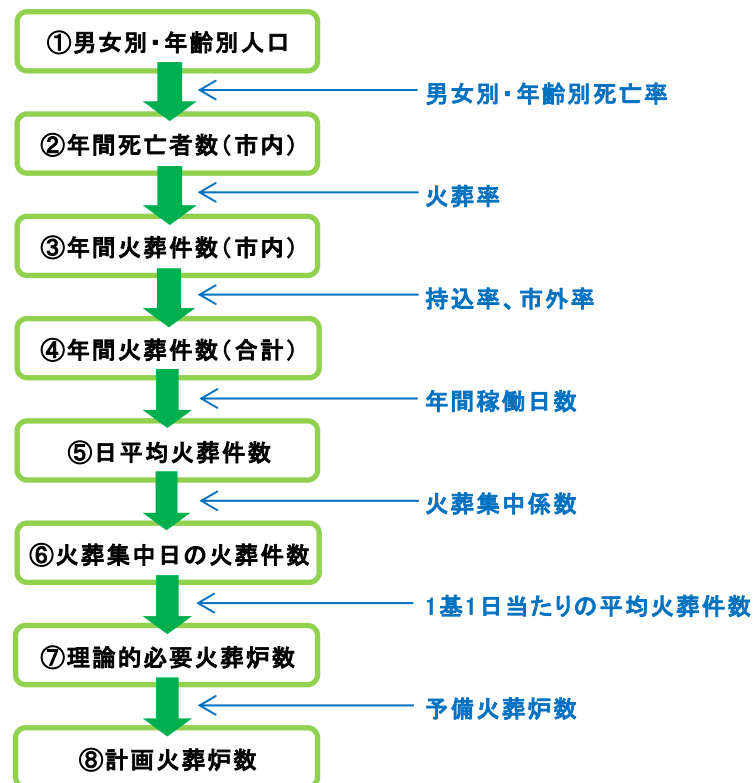 ①男女別・年齢別人口
男女別・年齢別死亡率
②年間死亡者数（市内）
火葬率
③年間火葬件数（市内）
持込率、市外率
④年間火葬件数（合計）
年間稼働日数
⑤日平均火葬件数
火葬集中係数
⑥火葬集中日の火葬件数
1基1日当たりの平均火葬件数
⑦理論的必要火葬炉数
予備火葬炉数
⑧計画火葬炉数